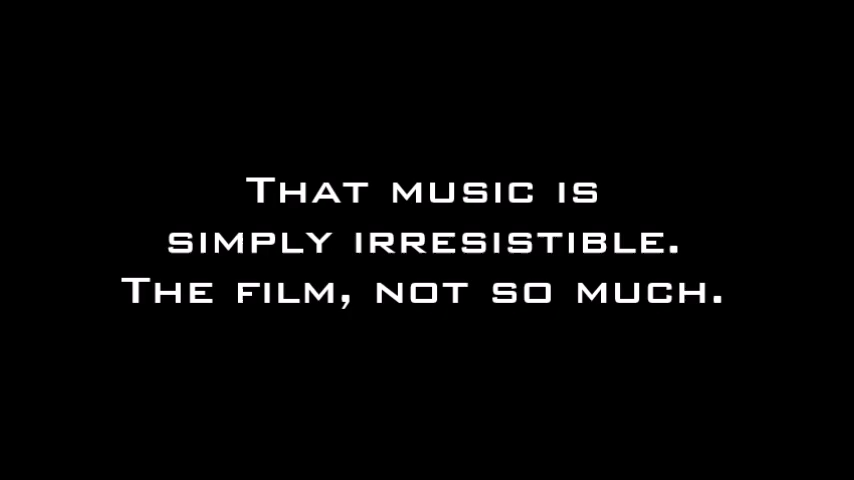 That music is
simply irresistible.
The film, not so much.